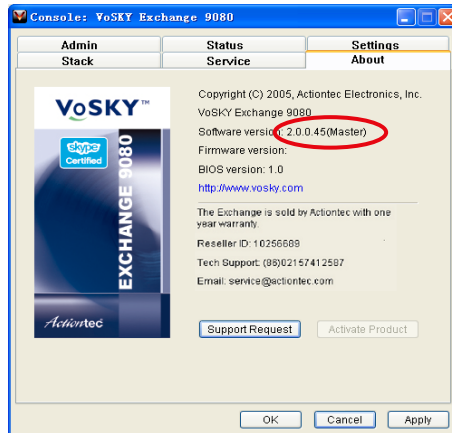 Console: VoSKY Exchange 9080
Admin
Status
Settings
Stack
Service
About
VoSKY™
skype
Certified
EXCHANGE 9080
Actiontec
Copyright (C) 2005, Actiontec Electronics, Inc.
VoSKY Exchange 9080
Software version: 2.0.0.45(Master)
Firmware version:
BIOS version: 1.0
http://www.vosky.com
The Exchange is sold by Actiontec with one
year warranty.
Reseller ID: 10256689
Tech Support: (86)02157412587
Email: service@actiontec.com
Support Request
Activate Product
OK
Cancel
Apply